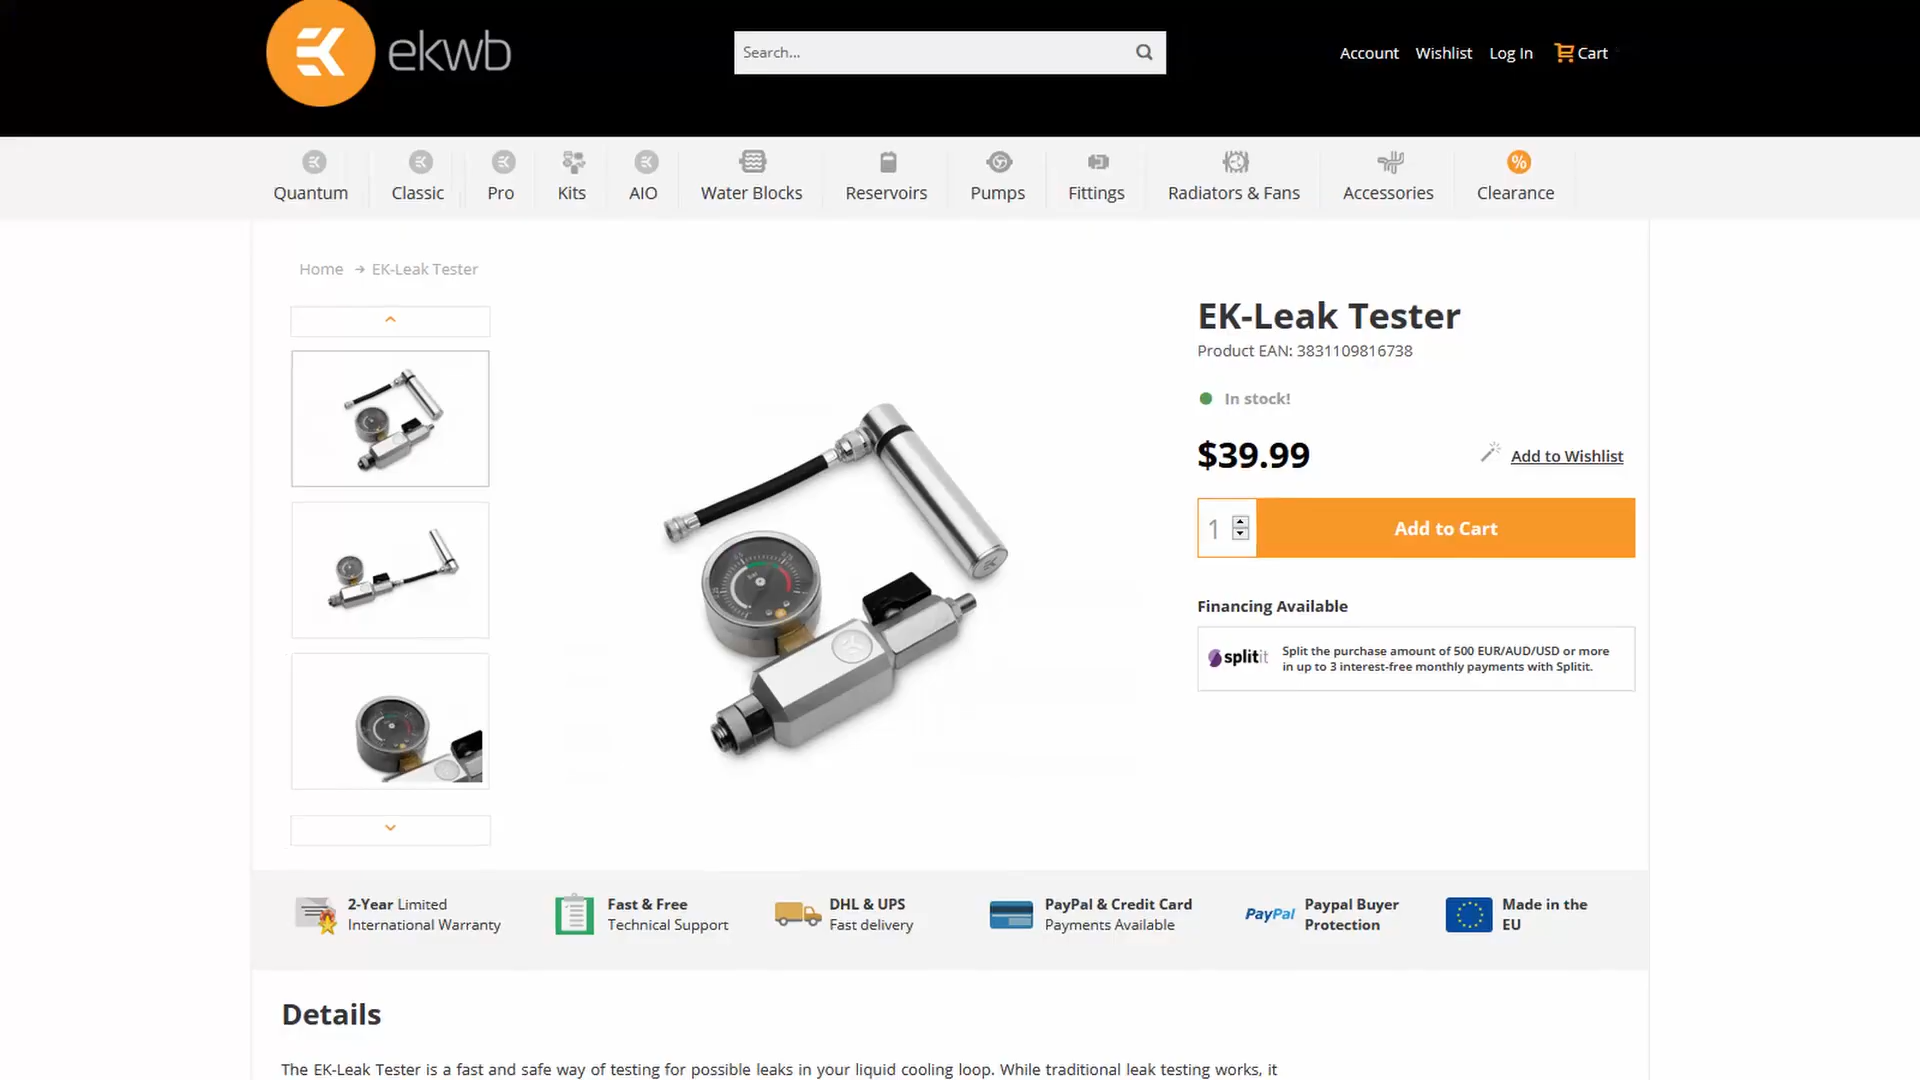 ekwb
Search...
Account Wishlist Log In Cart
Quantum Classic Pro Kits AIO Water Blocks Reservoirs Pumps Fittings Radiators & Fans Accessories Clearance
Home → EK-Leak Tester
EK-Leak Tester
Product EAN: 3831109816738
In stock!
$39.99
Add to Wishlist
1
Add to Cart
Financing Available
splitit
Split the purchase amount of 500 EUR/AUD/USD or more
in up to 3 interest-free monthly payments with Splitit.
2-Year Limited
International Warranty
Fast & Free
Technical Support
DHL & UPS
Fast delivery
PayPal & Credit Card
Payments Available
PayPal
Paypal Buyer
Protection
Made in the
EU
Details
The EK-Leak Tester is a fast and safe way of testing for possible leaks in your liquid cooling loop. While traditional leak testing works, it